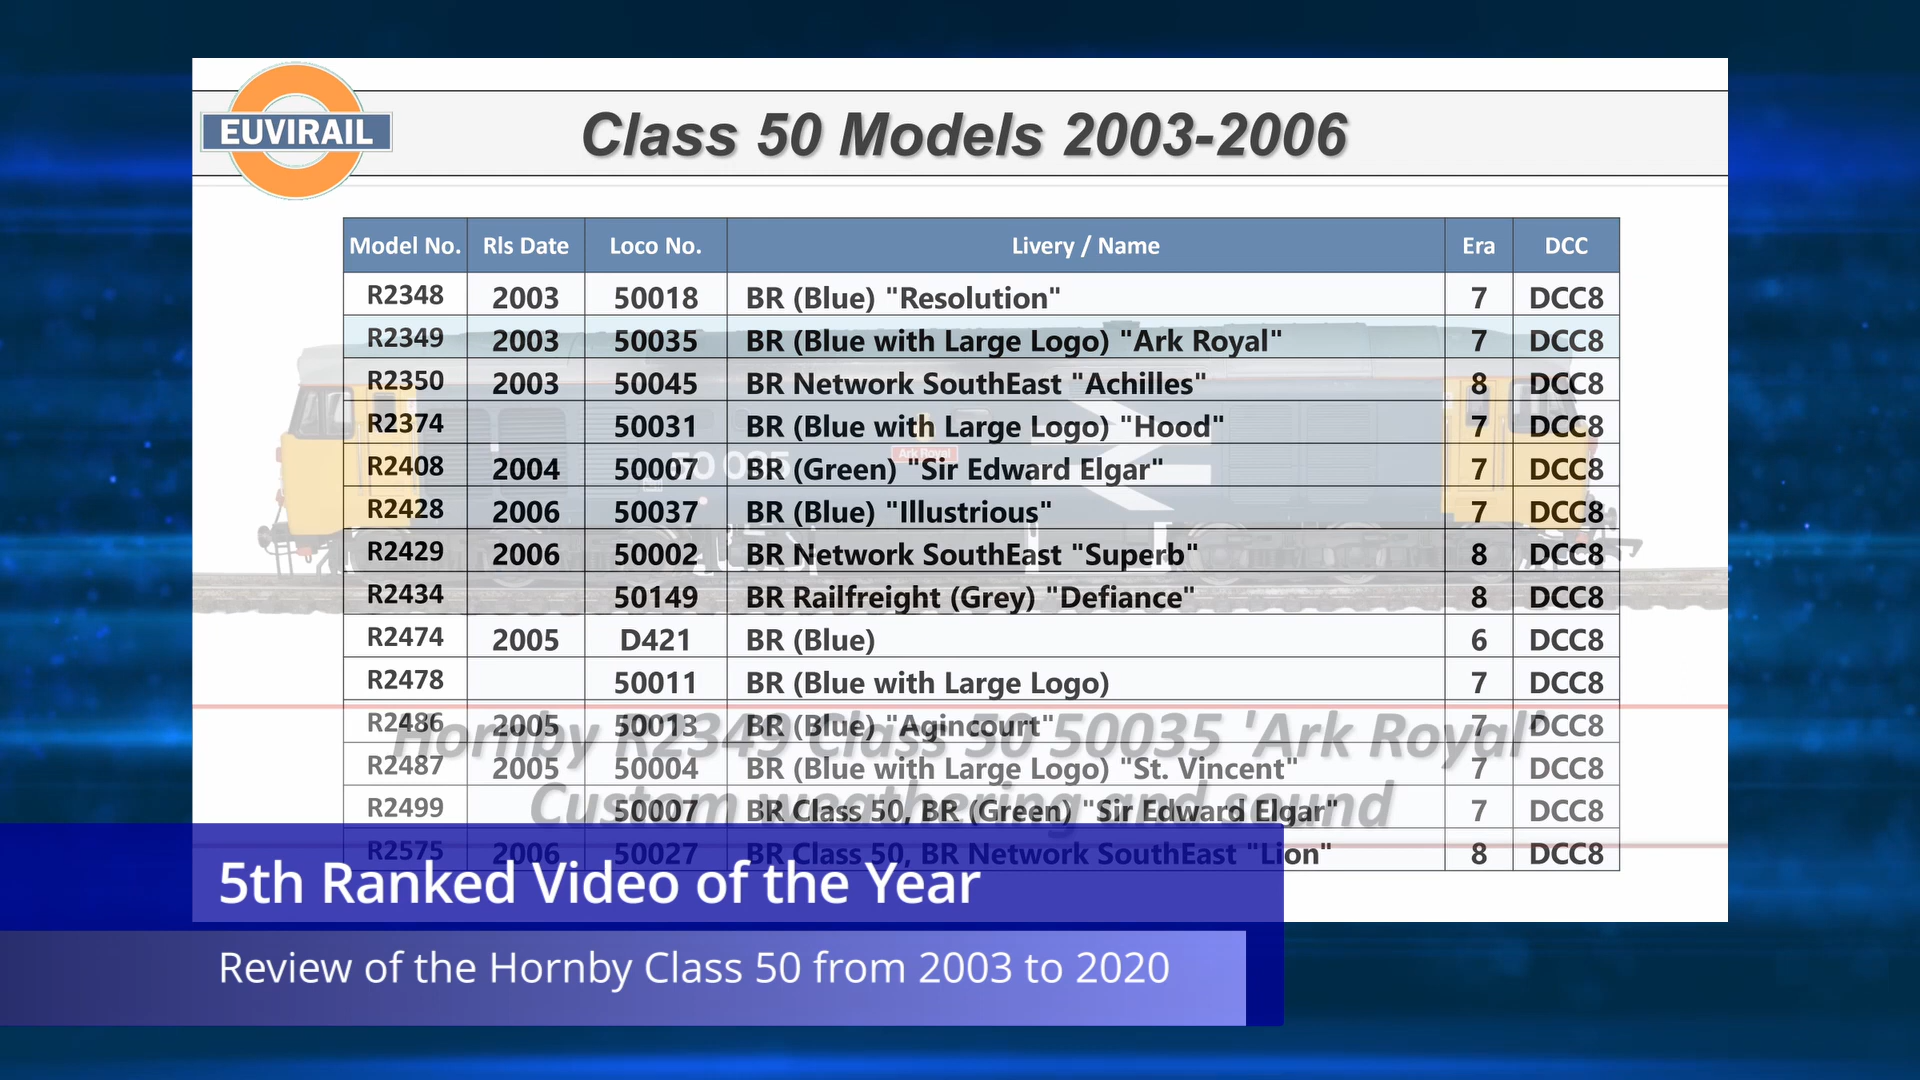 EUVIRAIL
Class 50 Models 2003-2006
Model No. Rls Date Loco No. Livery / Name Era DCC
R2348 2003 50018 BR (Blue) "Resolution" 7 DCC8
R2349 2003 50035 BR (Blue with Large Logo) "Ark Royal" 7 DCC8
R2350 2003 50045 BR Network SouthEast "Achilles" 8 DCC8
R2374 50031 BR (Blue with Large Logo) "Hood" 7 DCC8
50 035 Ark Royal
R2408 2004 50007 BR (Green) "Sir Edward Elgar" 7 DCC8
R2428 2006 50037 BR (Blue) "Illustrious" 7 DCC8
R2429 2006 50002 BR Network SouthEast "Superb" 8 DCC8
R2434 50149 BR Railfreight (Grey) "Defiance" 8 DCC8
R2474 2005 D421 BR (Blue) 6 DCC8
R2478 50011 BR (Blue with Large Logo) 7 DCC8
R2486 2005 50013 BR (Blue) "Agincourt" 7 DCC8
Hornby R2349 Class 50 50035 'Ark Royal'
R2487 2005 50004 BR (Blue with Large Logo) "St. Vincent" 7 DCC8
Custom weathering and sound
R2499 50007 BR Class 50, BR (Green) "Sir Edward Elgar" 7 DCC8
R2575 2006 50027 BR Class 50, BR Network SouthEast "Lion" 8 DCC8
5th Ranked Video of the Year
Review of the Hornby Class 50 from 2003 to 2020